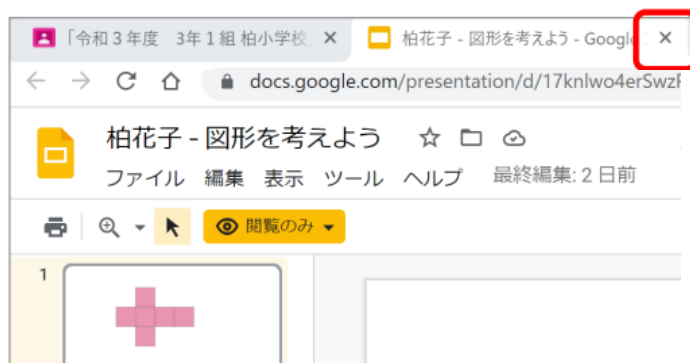 「令和３年度　3年１組 柏小学校
柏花子 - 図形を考えよう - Google
docs.google.com/presentation/d/17knlwo4erSwzF
柏花子 - 図形を考えよう
ファイル 編集 表示 ツール ヘルプ 最終編集: 2 日前
閲覧のみ
1